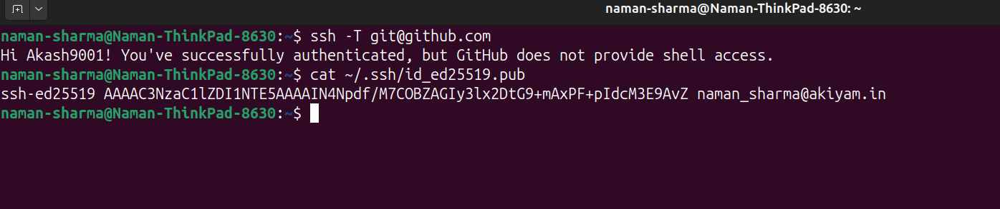 naman-sharma@Naman-ThinkPad-8630: ~
naman-sharma@Naman-ThinkPad-8630:~$ ssh -T git@github.com
Hi Akash9001! You've successfully authenticated, but GitHub does not provide shell access.
naman-sharma@Naman-ThinkPad-8630:~$ cat ~/.ssh/id_ed25519.pub
ssh-ed25519 AAAAC3NzaC1lZDI1NTE5AAAAIN4Npdf/M7COBZAGIy3lx2DtG9+mAxPF+pIdcM3E9AvZ naman_sharma@akiyam.in
naman-sharma@Naman-ThinkPad-8630:~$